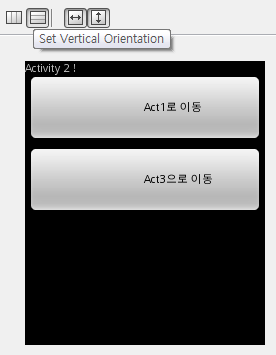 Set Vertical Orientation
Activity 2 !
Act1로 이동
Act3으로 이동